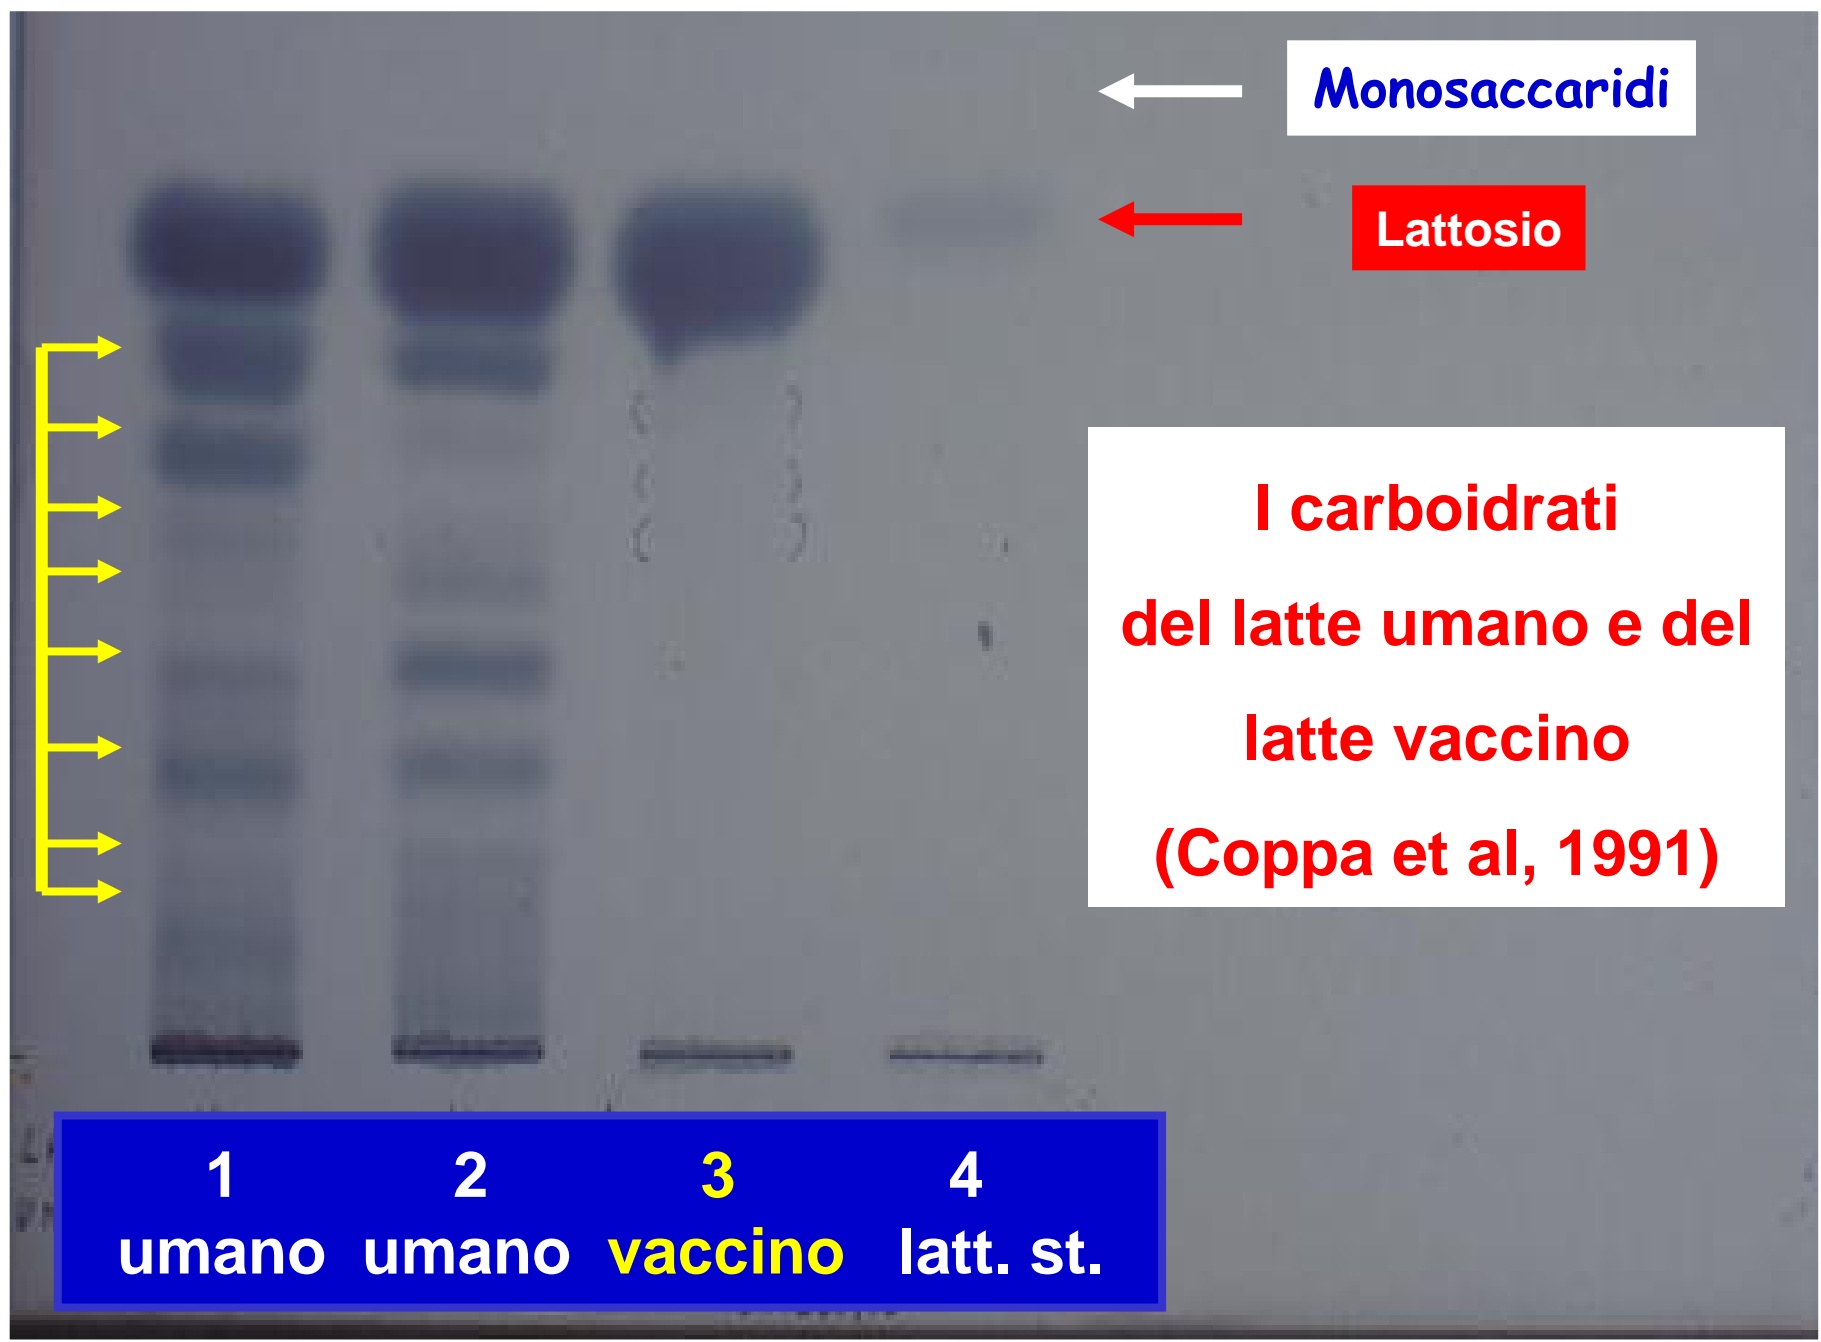 Monosaccaridi
Lattosio
I carboidrati
del latte umano e del
latte vaccino
(Coppa et al, 1991)
1 2 3 4
umano umano vaccino latt. st.